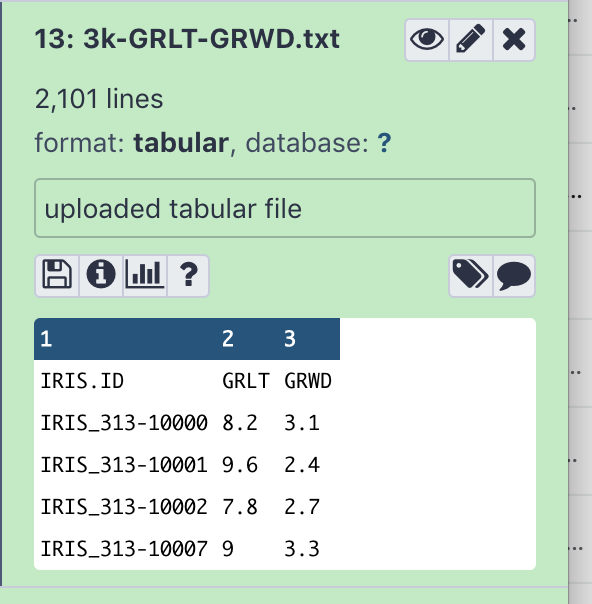 13: 3k-GRLT-GRWD.txt
2,101 lines
format: tabular, database: ?
uploaded tabular file
?
1 2 3
IRIS.ID GRLT GRWD
IRIS_313-10000 8.2 3.1
IRIS_313-10001 9.6 2.4
IRIS_313-10002 7.8 2.7
IRIS_313-10007 9 3.3